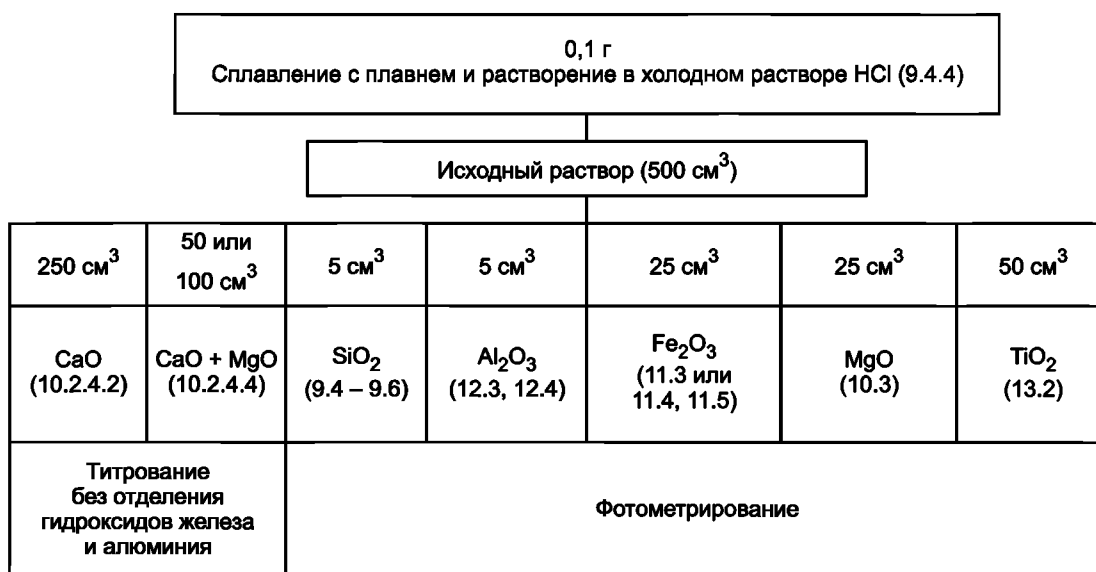 0,1 г
Сплавление с плавнем и растворение в холодном растворе HCl (9.4.4)
Исходный раствор (500 см³)
250 см³
50 или
100 см³
5 см³
5 см³
25 см³
25 см³
50 см³
CaO
(10.2.4.2)
CaO + MgO
(10.2.4.4)
SiO₂
(9.4 – 9.6)
Al₂O₃
(12.3, 12.4)
Fe₂O₃
(11.3 или
11.4, 11.5)
MgO
(10.3)
TiO₂
(13.2)
Титрование
без отделения
гидроксидов железа
и алюминия
Фотометрирование